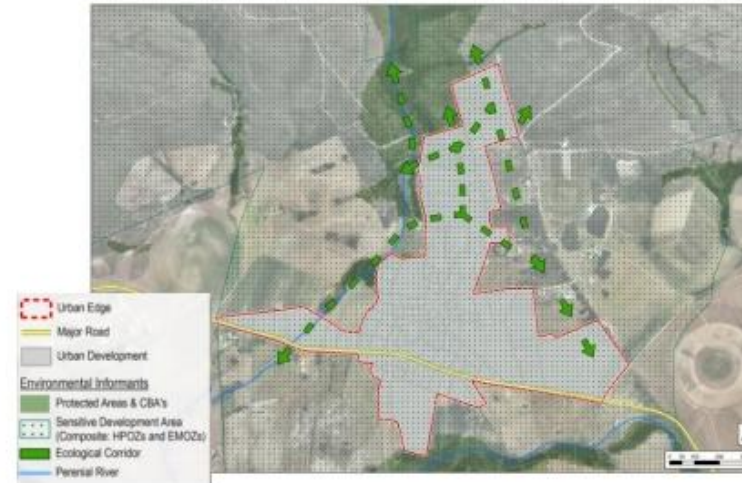 Urban Edge
Major Road
Urban Development
Environmental Informants
Protected Areas & CBA's
Sensitive Development Area
(Composite: HPOZs and EMOZs)
Ecological Corridor
Perenial River